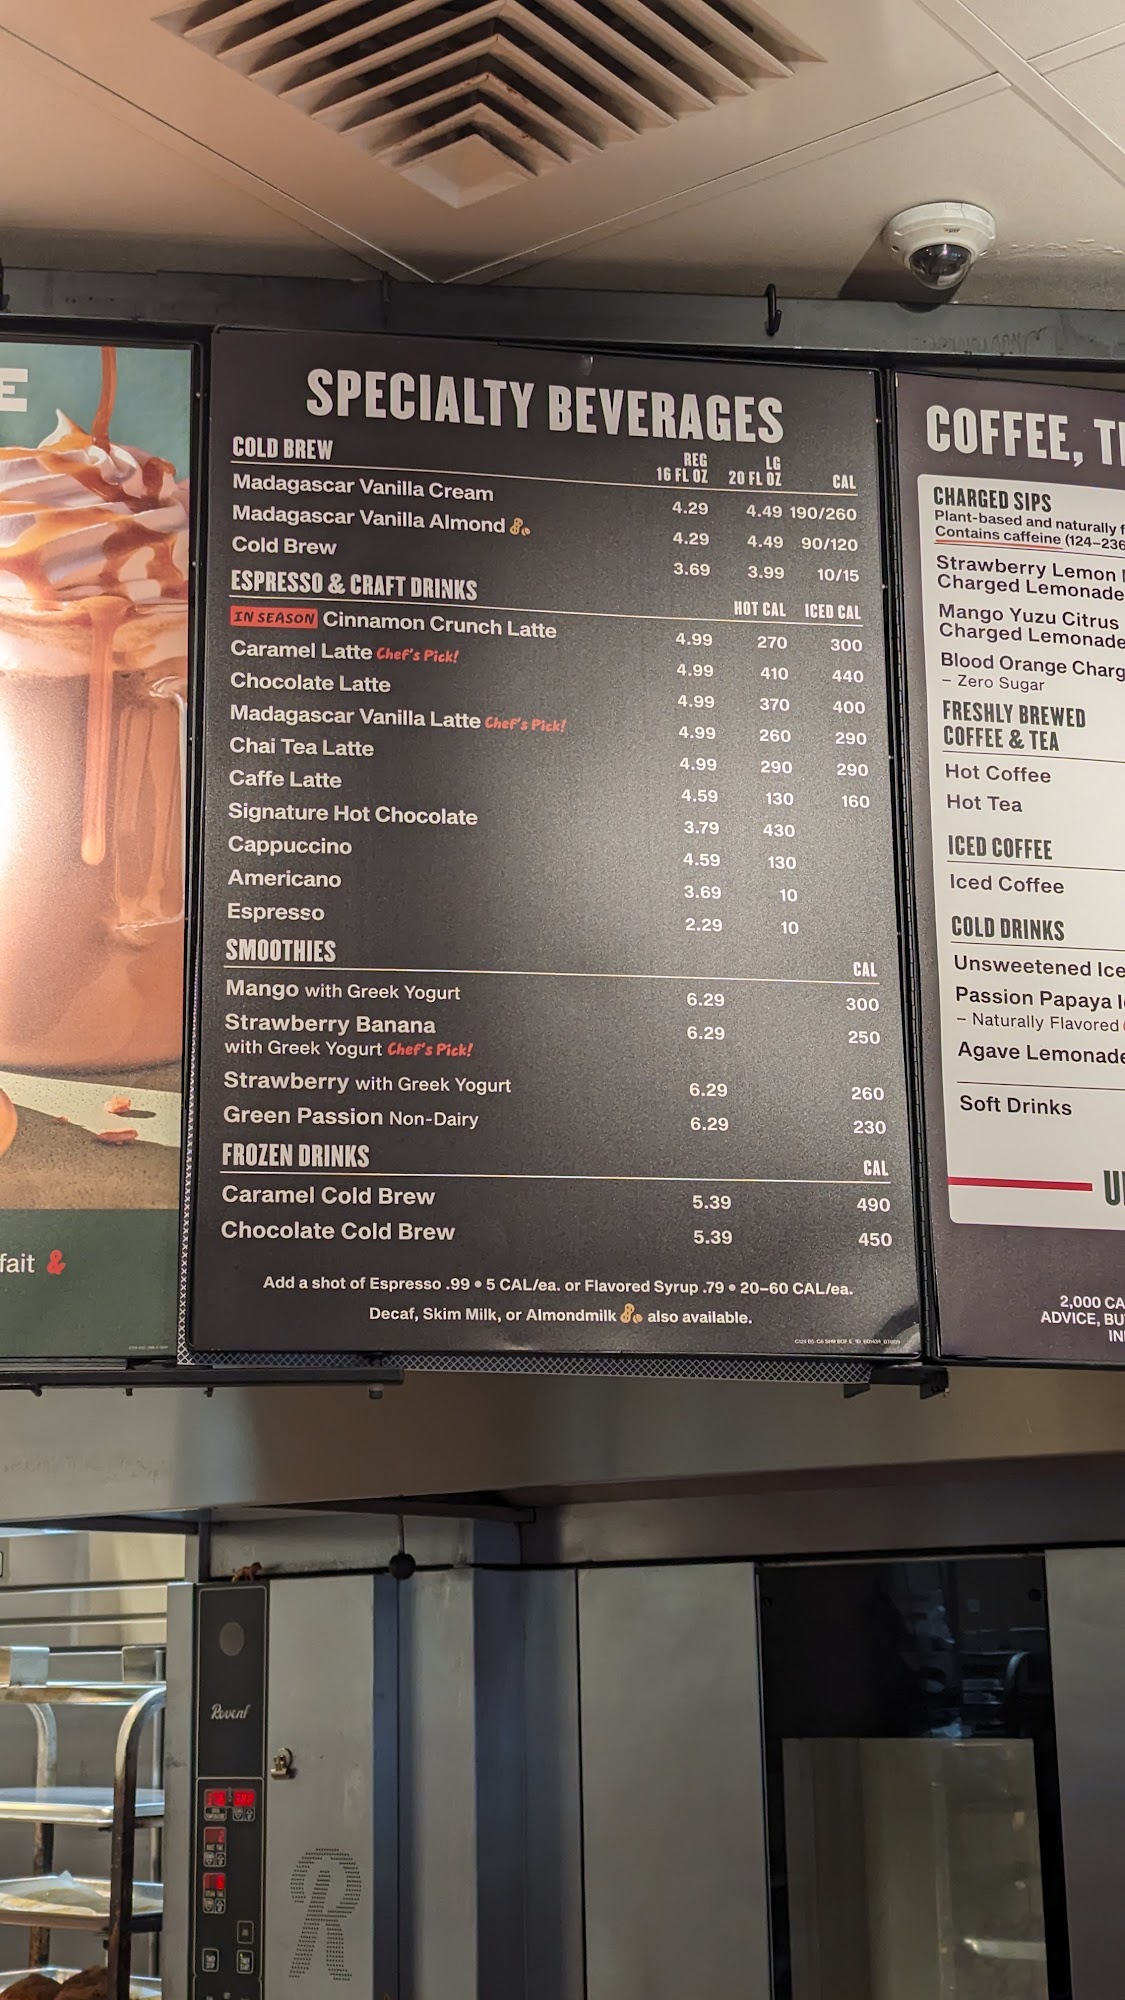 E
fait &
SPECIALTY BEVERAGES
COLD BREW REG 16 FL OZ LG 20 FL OZ CAL
Madagascar Vanilla Cream 4.29 4.49 190/260
Madagascar Vanilla Almond 4.29 4.49 90/120
Cold Brew 3.69 3.99 10/15
ESPRESSO & CRAFT DRINKS HOT CAL ICED CAL
IN SEASON Cinnamon Crunch Latte 4.99 270 300
Caramel Latte Chef's Pick! 4.99 410 440
Chocolate Latte 4.99 370 400
Madagascar Vanilla Latte Chef's Pick! 4.99 260 290
Chai Tea Latte 4.99 290 290
Caffe Latte 4.59 130 160
Signature Hot Chocolate 3.79 430
Cappuccino 4.59 130
Americano 3.69 10
Espresso 2.29 10
SMOOTHIES CAL
Mango with Greek Yogurt 6.29 300
Strawberry Banana 6.29 250
with Greek Yogurt Chef's Pick!
Strawberry with Greek Yogurt 6.29 260
Green Passion Non-Dairy 6.29 230
FROZEN DRINKS CAL
Caramel Cold Brew 5.39 490
Chocolate Cold Brew 5.39 450
Add a shot of Espresso .99 • 5 CAL/ea. or Flavored Syrup .79 • 20–60 CAL/ea.
Decaf, Skim Milk, or Almondmilk also available.
COFFEE, T
CHARGED SIPS
Plant-based and naturally f
Contains caffeine (124–236
Strawberry Lemon
Charged Lemonade
Mango Yuzu Citrus
Charged Lemonade
Blood Orange Charg
– Zero Sugar
FRESHLY BREWED
COFFEE & TEA
Hot Coffee
Hot Tea
ICED COFFEE
Iced Coffee
COLD DRINKS
Unsweetened Ice
Passion Papaya I
– Naturally Flavored
Agave Lemonade
Soft Drinks
U
2,000 CA
ADVICE, BU
IN
Revent